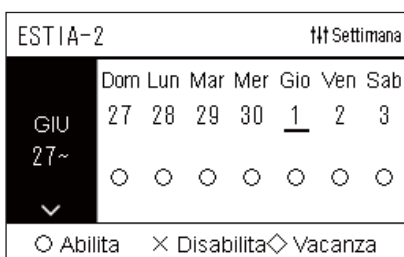 ESTIA-2 Settimana
Dom Lun Mar Mer Gio Ven Sab
GIU 27 28 29 30 1 2 3
27~
○ ○ ○ ○ ○ ○ ○
○ Abilita × Disabilita ◇ Vacanza